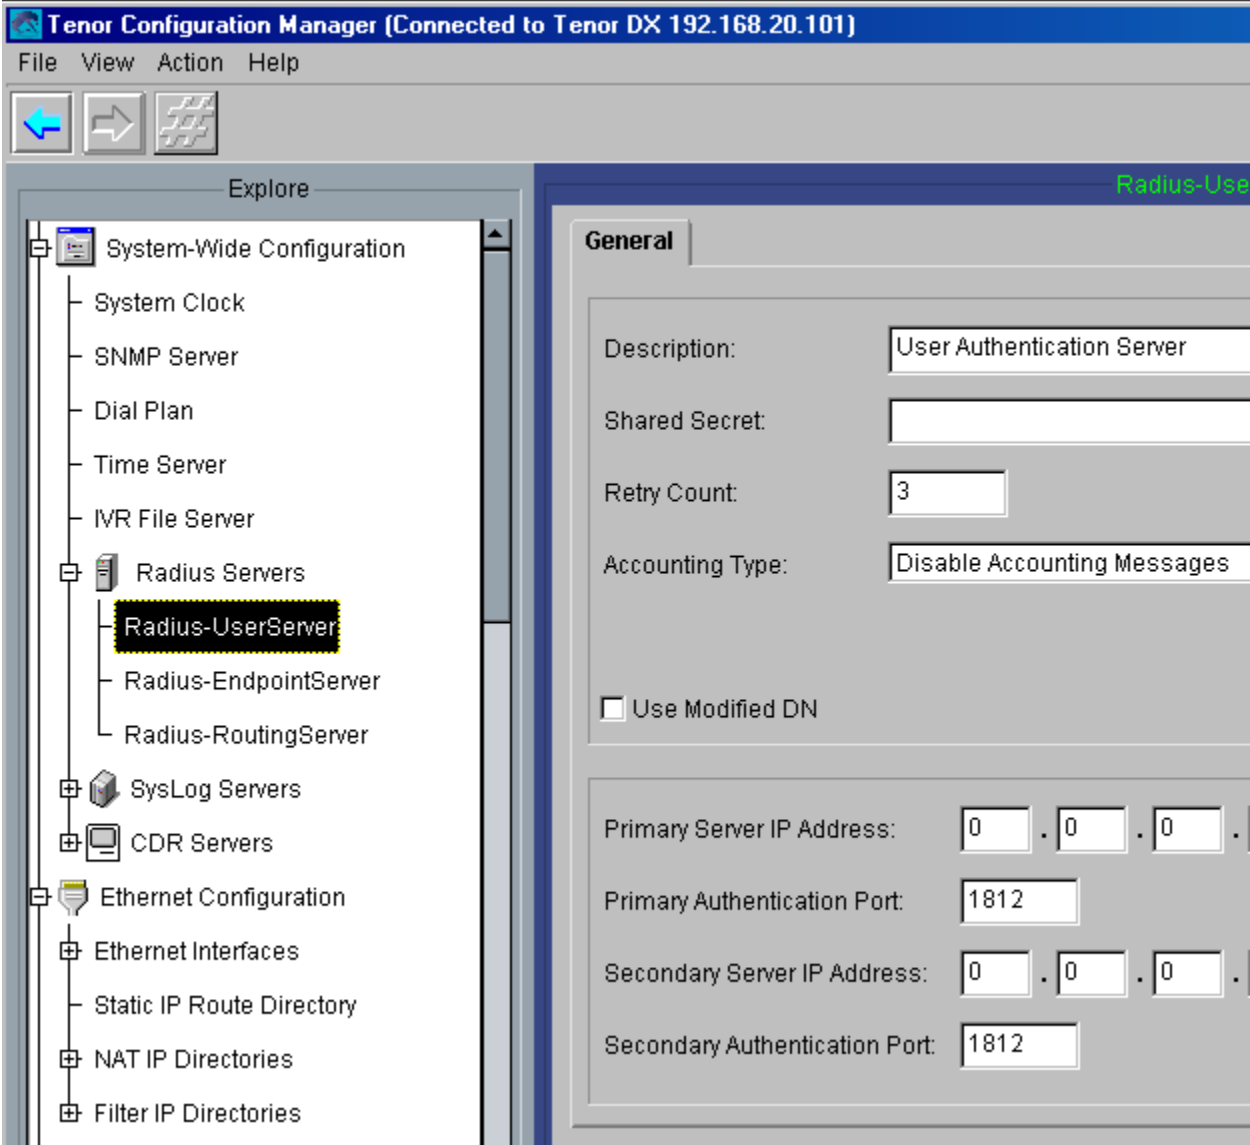 Tenor Configuration Manager (Connected to Tenor DX 192.168.20.101)
File View Action Help
Explore
System-Wide Configuration
System Clock
SNMP Server
Dial Plan
Time Server
IVR File Server
Radius Servers
Radius-UserServer
Radius-EndpointServer
Radius-RoutingServer
SysLog Servers
CDR Servers
Ethernet Configuration
Ethernet Interfaces
Static IP Route Directory
NAT IP Directories
Filter IP Directories
Radius-Use
General
Description: User Authentication Server
Shared Secret:
Retry Count: 3
Accounting Type: Disable Accounting Messages
Use Modified DN
Primary Server IP Address: 0 . 0 . 0 .
Primary Authentication Port: 1812
Secondary Server IP Address: 0 . 0 . 0 .
Secondary Authentication Port: 1812